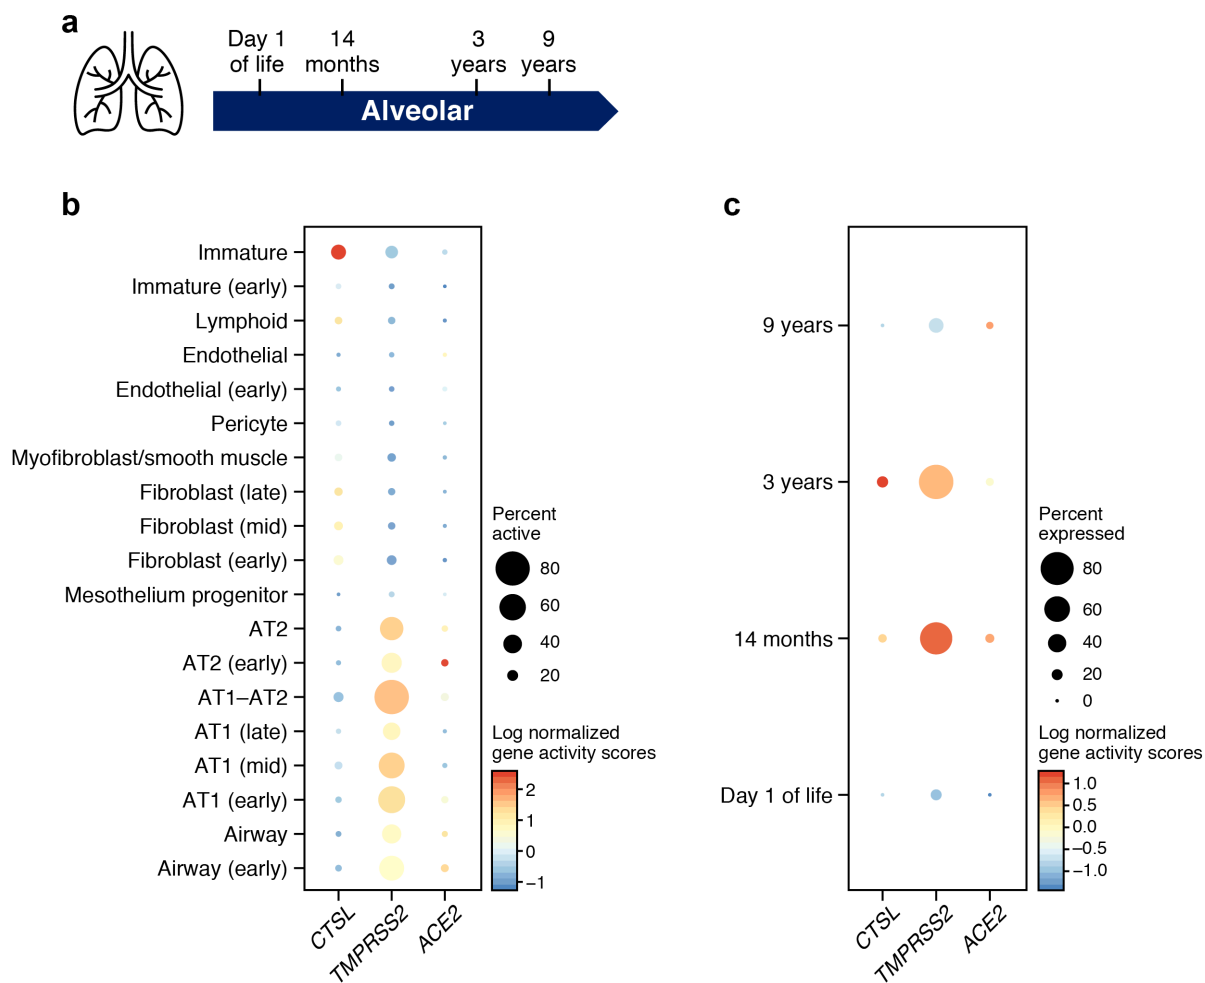 a
Day 1
of life
14
months
3
years
9
years
Alveolar
b
Immature
Immature (early)
Lymphoid
Endothelial
Endothelial (early)
Pericyte
Myofibroblast/smooth muscle
Fibroblast (late)
Fibroblast (mid)
Fibroblast (early)
Mesothelium progenitor
AT2
AT2 (early)
AT1–AT2
AT1 (late)
AT1 (mid)
AT1 (early)
Airway
Airway (early)
CTSL
TMPRSS2
ACE2
Percent
active
80
60
40
20
Log normalized
gene activity scores
2
1
0
−1
c
9 years
3 years
14 months
Day 1 of life
CTSL
TMPRSS2
ACE2
Percent
expressed
80
60
40
20
0
Log normalized
gene activity scores
1.0
0.5
0.0
−0.5
−1.0